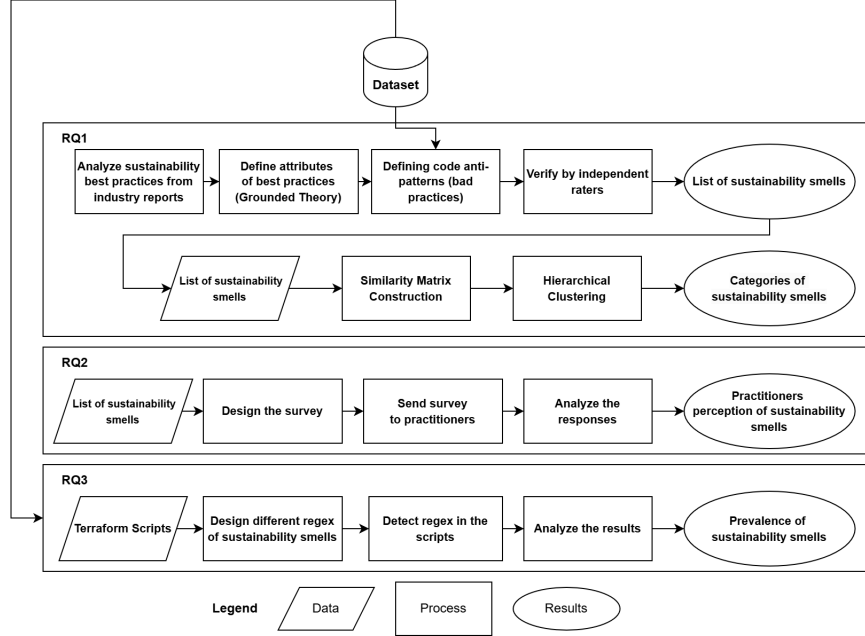 Dataset
RQ1
Analyze sustainability
best practices from
industry reports
Define attributes
of best practices
(Grounded Theory)
Defining code anti-
patterns (bad
practices)
Verify by independent
raters
List of sustainability smells
List of sustainability
smells
Similarity Matrix
Construction
Hierarchical
Clustering
Categories of
sustainability smells
RQ2
List of sustainability
smells
Design the survey
Send survey
to practitioners
Analyze the
responses
Practitioners
perception of sustainability
smells
RQ3
Terraform Scripts
Design different regex
of sustainability smells
Detect regex in the
scripts
Analyze the results
Prevalence of
sustainability smells
Legend
Data
Process
Results